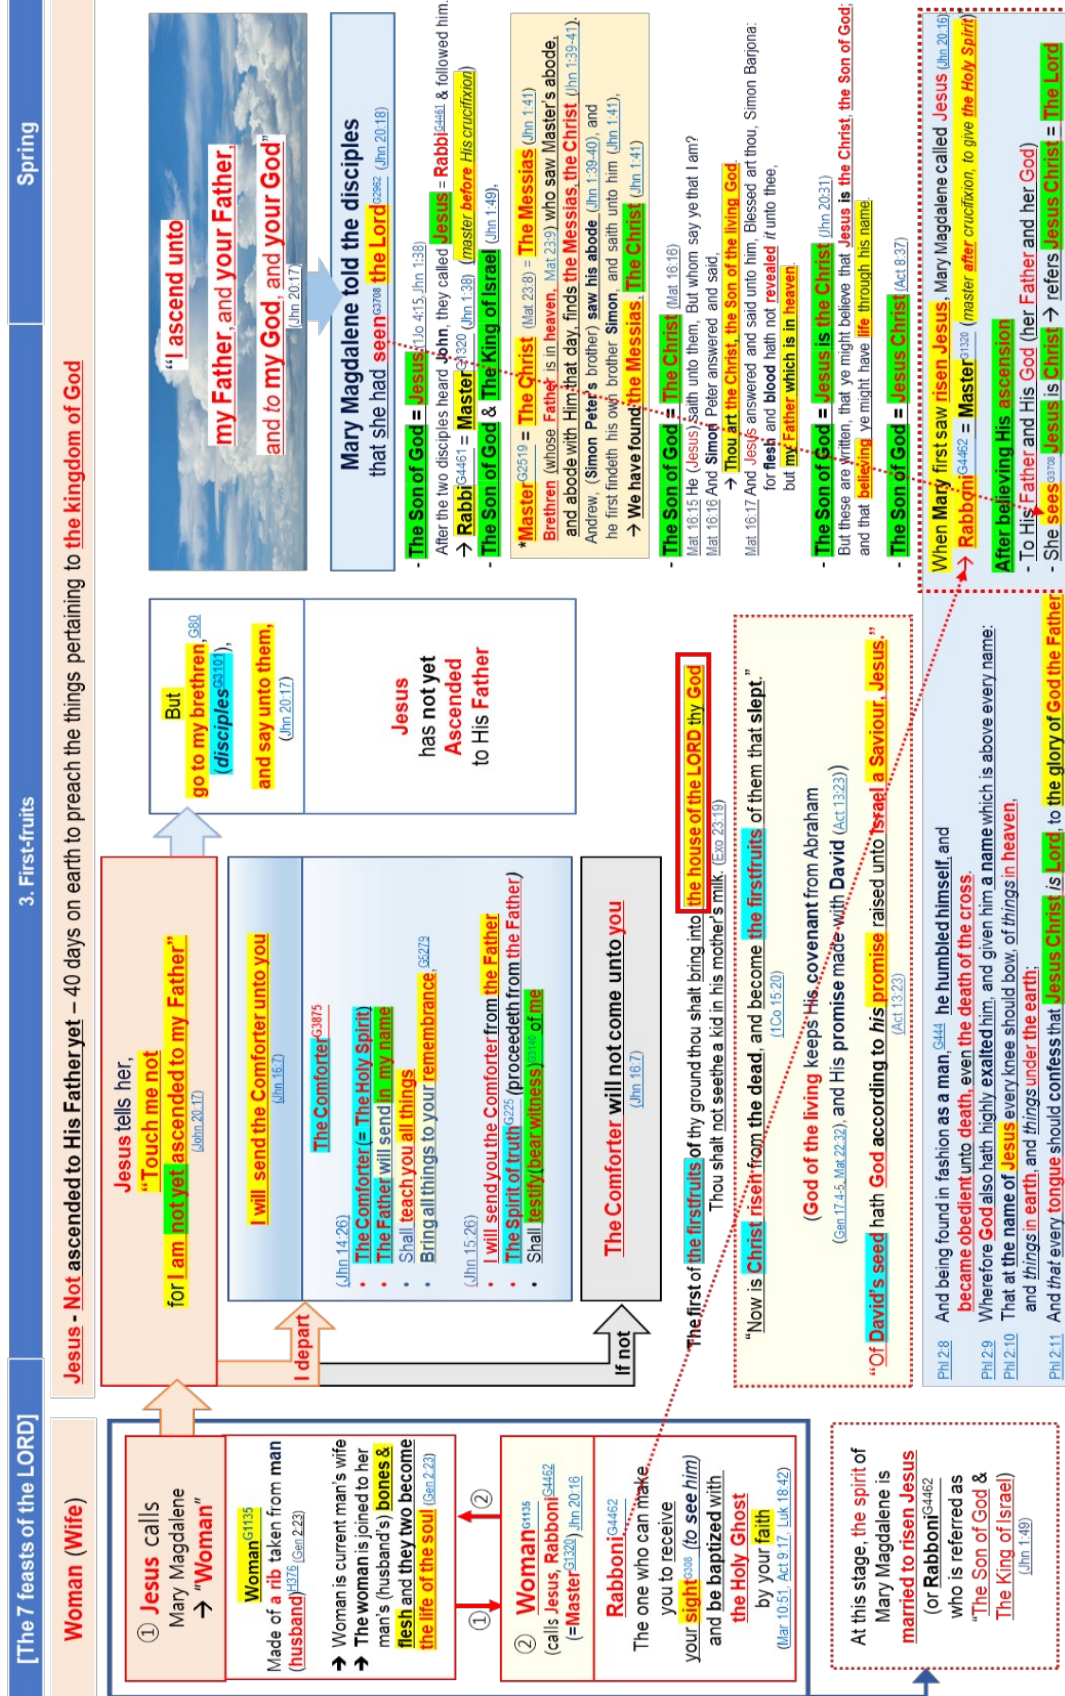 [The 7 feasts of the LORD]
3. First-fruits
Spring
Woman (Wife)
Jesus - Not ascended to His Father yet – 40 days on earth to preach the things pertaining to the kingdom of God
① Jesus calls
Mary Magdalene
→ "Woman"
WomanG1135
Made of a rib taken from man
(husband)H376 (Gen 2:23)
→ Woman is current man's wife
→ The woman is joined to her
man's (husband's) bones &
flesh and they two become
the life of the soul (Gen 2:23)
①
②
② WomanG1135
(calls Jesus, RabboniG4462
(=MasterG1320) Jhn 20:16
RabboniG4462
The one who can make
you to receive
your sightG308 (to see him)
and be baptized with
the Holy Ghost
by your faith
(Mar 10:51, Act 9:17, Luk 18:42)
At this stage, the spirit of
Mary Magdalene is
married to risen Jesus
(or RabboniG4462
who is referred as
"The Son of God &
The King of Israel)
(Jhn 1:49)
Jesus tells her,
"Touch me not
for I am not yet ascended to my Father"
(John 20:17)
I depart
If not
I will send the Comforter unto you
(Jhn 16:7)
The ComforterG3875
(Jhn 14:26)
• The Comforter (= The Holy Spirit)
• The Father will send in my name
• Shall teach you all things
• Bring all things to your remembrance,G5279
(Jhn 15:26)
• I will send you the Comforter from the Father
• The Spirit of truthG225 (proceedeth from the Father)
• Shall testify(bear witness)G3140 of me
The Comforter will not come unto you
(Jhn 16:7)
But
go to my brethren,G80
(disciplesG3101),
and say unto them,
(Jhn 20:17)
Jesus
has not yet
Ascended
to His Father
"I ascend unto
my Father, and your Father,
and to my God, and your God"
(Jhn 20:17)
Mary Magdalene told the disciples
that she had seenG3708 the LordG2962 (Jhn 20:18)
- The Son of God = Jesus (1Jo 4:15, Jhn 1:38)
After the two disciples heard John, they called Jesus = RabbiG4461 & followed him.
→ RabbiG4461 = MasterG1320 (Jhn 1:38) (master before His crucifixion)
- The Son of God & The King of Israel (Jhn 1:49),
*MasterG2519 = The Christ (Mat 23:8) = The Messias (Jhn 1:41)
Brethren (whose Father is in heaven, Mat 23:9) who saw Master's abode,
and abode with Him that day, finds the Messias, the Christ (Jhn 1:39-41).
Andrew, (Simon Peter's brother) saw his abode (Jhn 1:39-40), and
he first findeth his own brother Simon, and saith unto him (Jhn 1:41),
→ We have found the Messias, The Christ (Jhn 1:41)
- The Son of God = The Christ (Mat 16:16)
Mat 16:15 He (Jesus) saith unto them, But whom say ye that I am?
Mat 16:16 And Simon Peter answered and said,
→ Thou art the Christ, the Son of the living God.
Mat 16:17 And Jesus answered and said unto him, Blessed art thou, Simon Barjona:
for flesh and blood hath not revealed it unto thee,
but my Father which is in heaven.
- The Son of God = Jesus is the Christ (Jhn 20:31)
But these are written, that ye might believe that Jesus is the Christ, the Son of God;
and that believing ye might have life through his name.
- The Son of God = Jesus Christ (Act 8:37)
The first of the firstfruits of thy ground thou shalt bring into the house of the LORD thy God
Thou shalt not seethe a kid in his mother's milk. (Exo 23:19)
"Now is Christ risen from the dead, and become the firstfruits of them that slept."
(1Co 15:20)
(God of the living keeps His covenant from Abraham
(Gen 17:4-5, Mat 22:32), and His promise made with David (Act 13:23))
"Of David's seed hath God according to his promise raised unto Israel a Saviour, Jesus."
(Act 13:23)
Phl 2:8 And being found in fashion as a man,G444 he humbled himself, and
became obedient unto death, even the death of the cross.
Phl 2:9 Wherefore God also hath highly exalted him, and given him a name which is above every name:
Phl 2:10 That at the name of Jesus every knee should bow, of things in heaven,
and things in earth, and things under the earth;
Phl 2:11 And that every tongue should confess that Jesus Christ is Lord, to the glory of God the Father
When Mary first saw risen Jesus, Mary Magdalene called Jesus (Jhn 20:16)
→ RabboniG4462 = MasterG1320 (master after crucifixion, to give the Holy Spirit)
After believing His ascension
- To His Father and His God (her Father and her God)
- She seesG3708 Jesus is Christ → refers Jesus Christ = The Lord